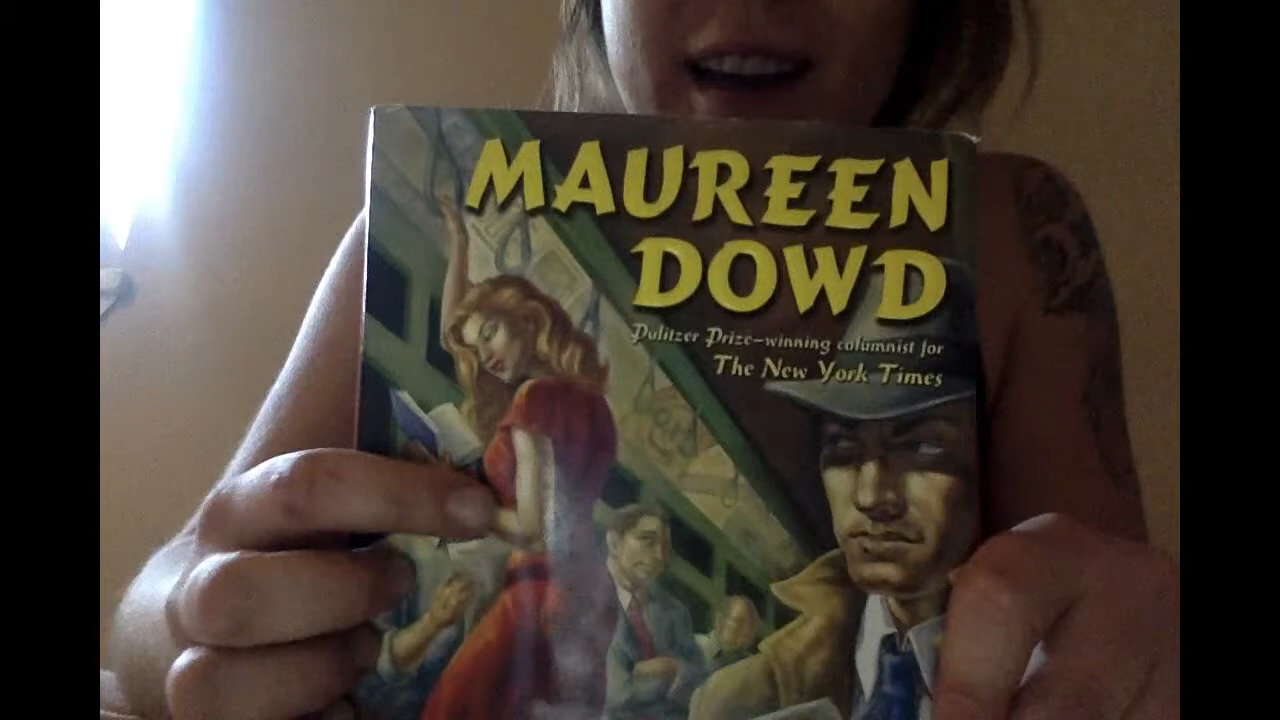 MAUREEN
DOWD
Pulitzer Prize-winning columnist for
The New York Times